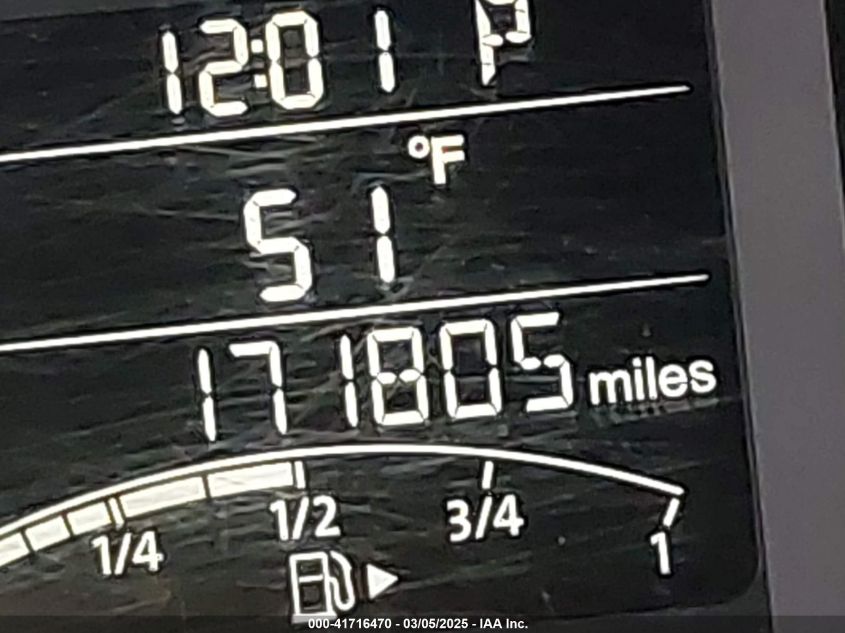 12:01 P
°F
51
171805 miles
1/4 1/2 3/4 1
000-41716470 - 03/05/2025 - IAA Inc.